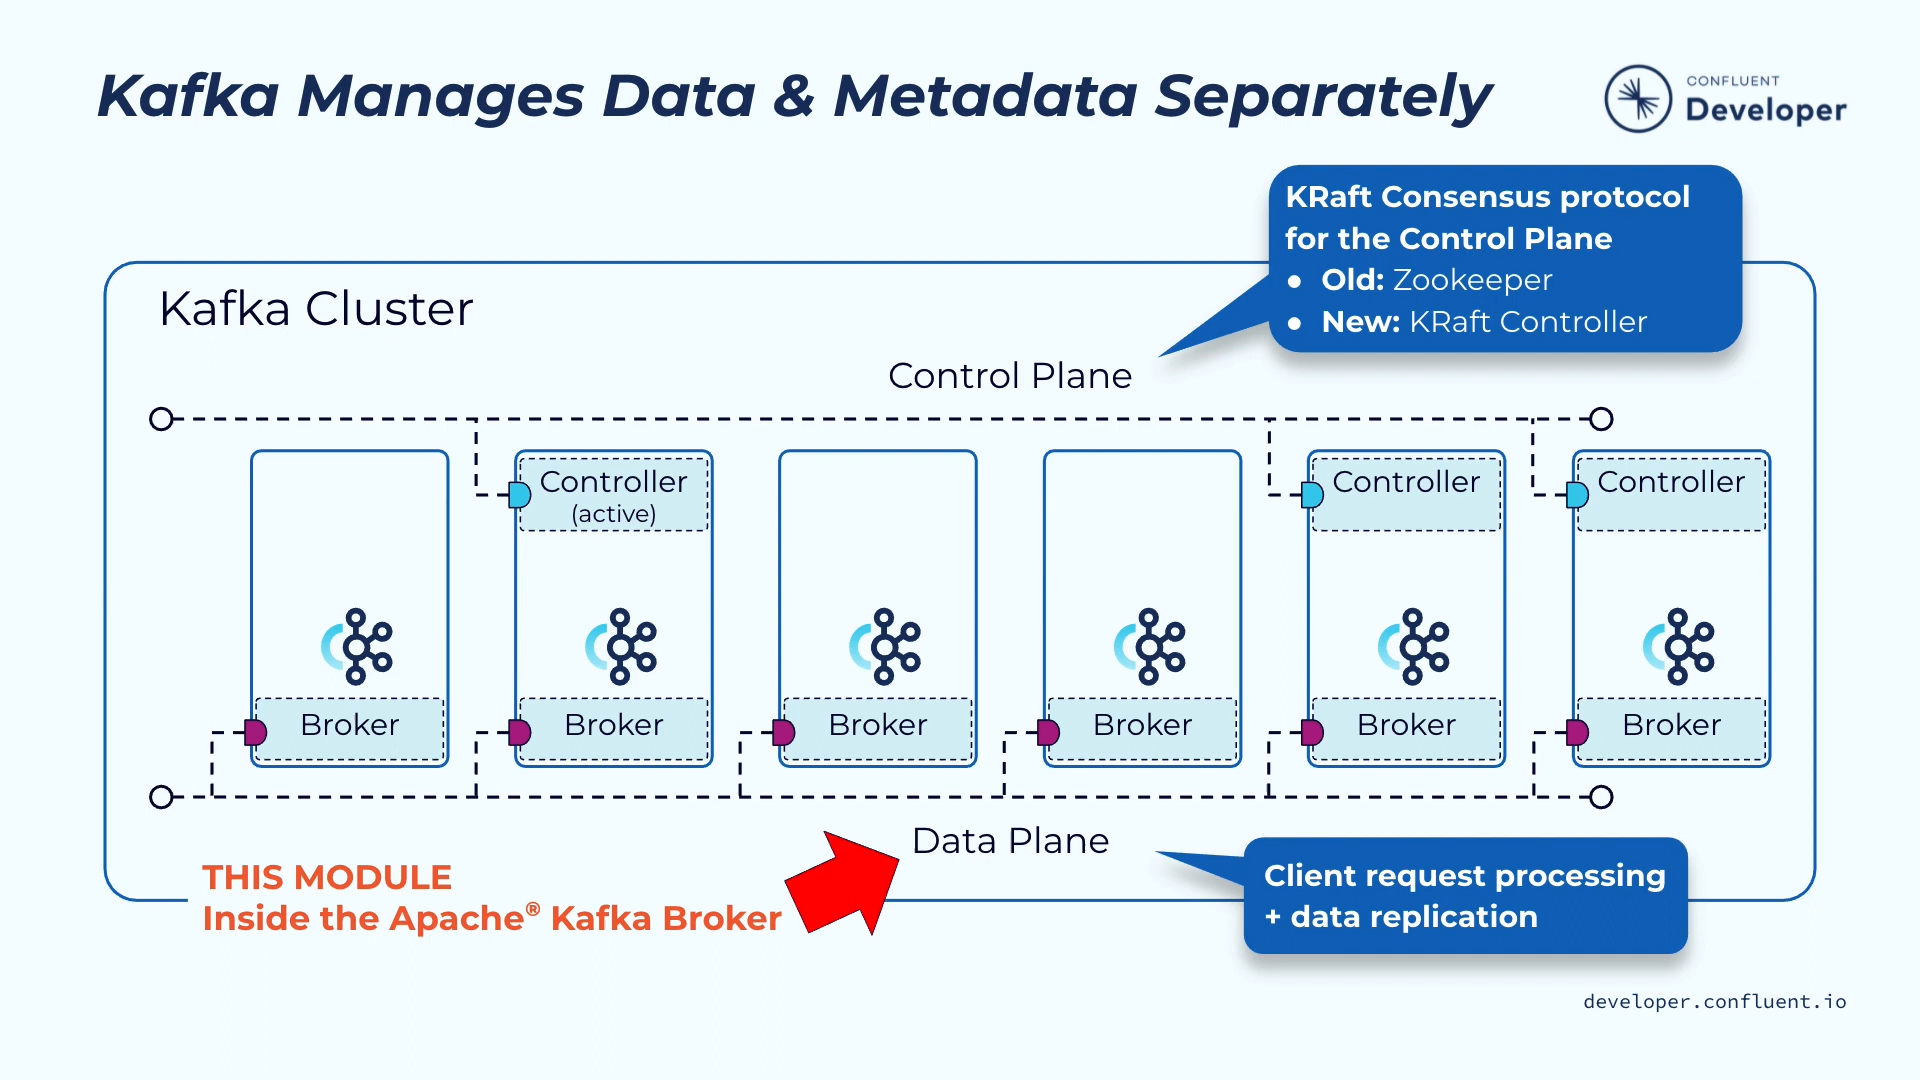 Kafka Manages Data & Metadata Separately
CONFLUENT
Developer
KRaft Consensus protocol
for the Control Plane
● Old: Zookeeper
● New: KRaft Controller
Kafka Cluster
Control Plane
Controller
(active)
Controller
Controller
Broker
Broker
Broker
Broker
Broker
Broker
Data Plane
THIS MODULE
Inside the Apache® Kafka Broker
Client request processing
+ data replication
developer.confluent.io